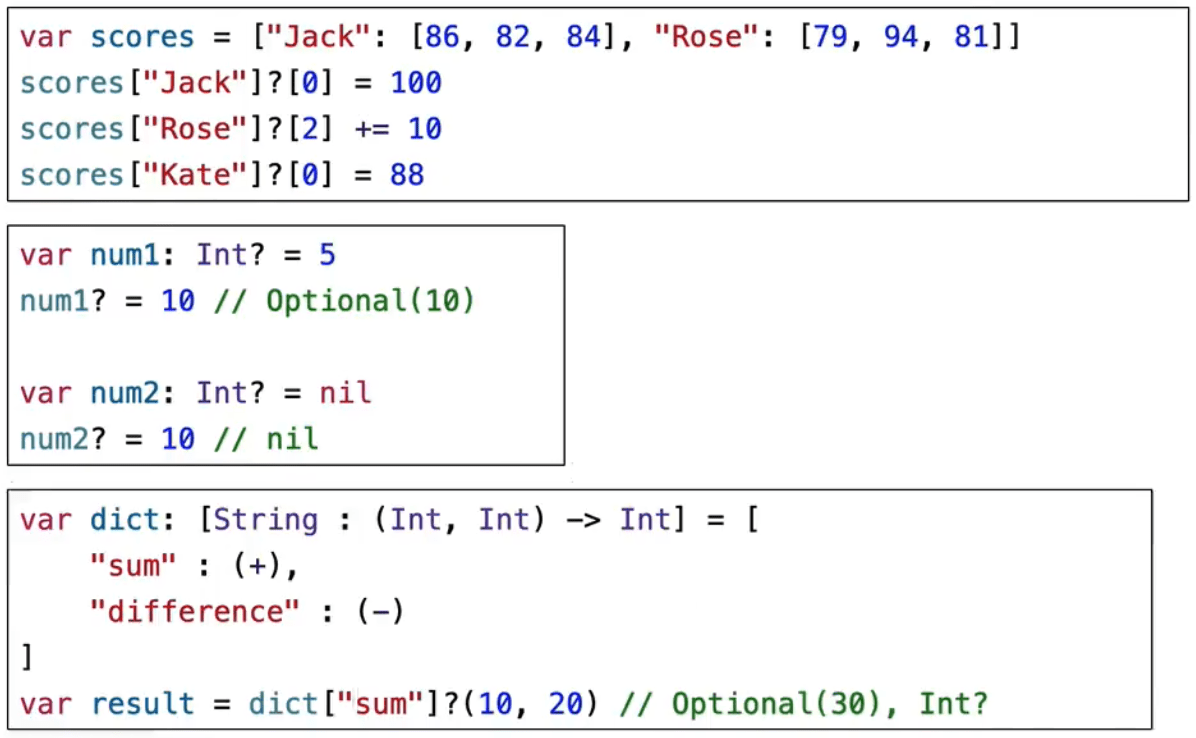 var scores = ["Jack": [86, 82, 84], "Rose": [79, 94, 81]]
scores["Jack"]?[0] = 100
scores["Rose"]?[2] += 10
scores["Kate"]?[0] = 88
var num1: Int? = 5
num1? = 10 // Optional(10)
var num2: Int? = nil
num2? = 10 // nil
var dict: [String : (Int, Int) -> Int] = [
    "sum" : (+),
    "difference" : (-)
]
var result = dict["sum"]?(10, 20) // Optional(30), Int?